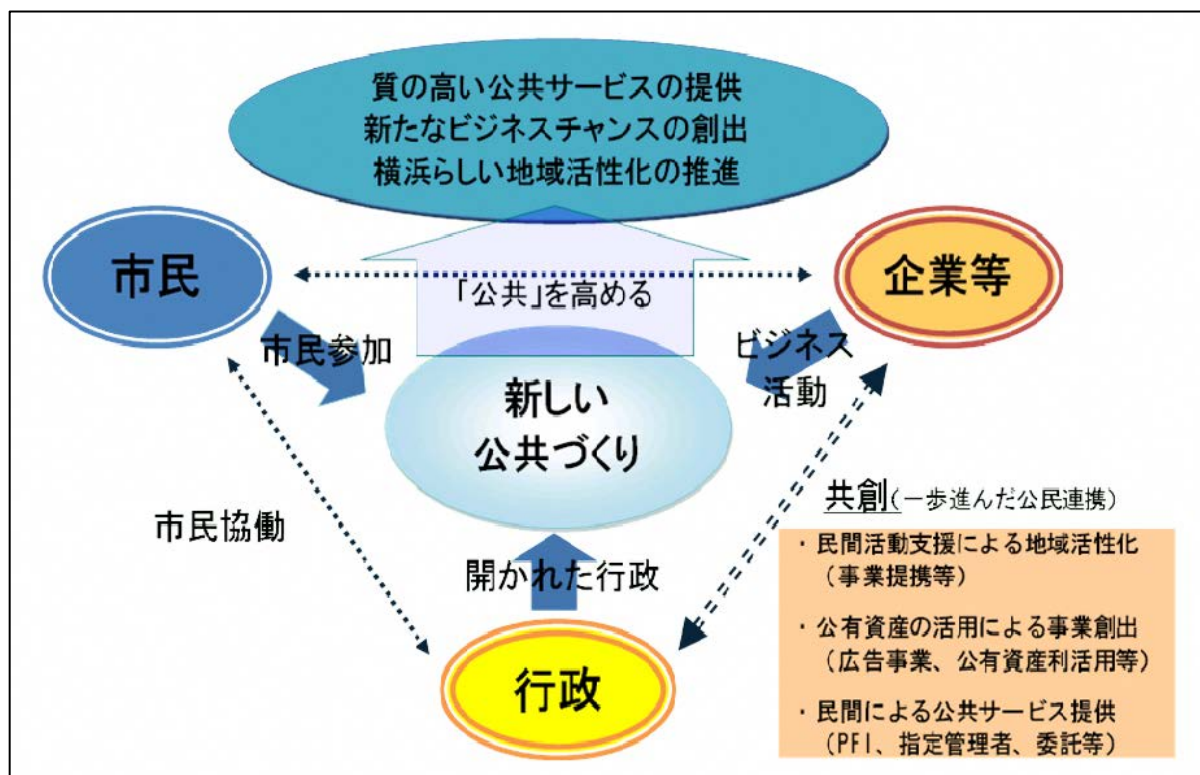 質の高い公共サービスの提供
新たなビジネスチャンスの創出
横浜らしい地域活性化の推進
市民
企業等
「公共」を高める
市民参加
ビジネス
活動
新しい
公共づくり
市民協働
共創(一歩進んだ公民連携)
開かれた行政
行政
・民間活動支援による地域活性化
(事業提携等)
・公有資産の活用による事業創出
(広告事業、公有資産利活用等)
・民間による公共サービス提供
(PFI、指定管理者、委託等)